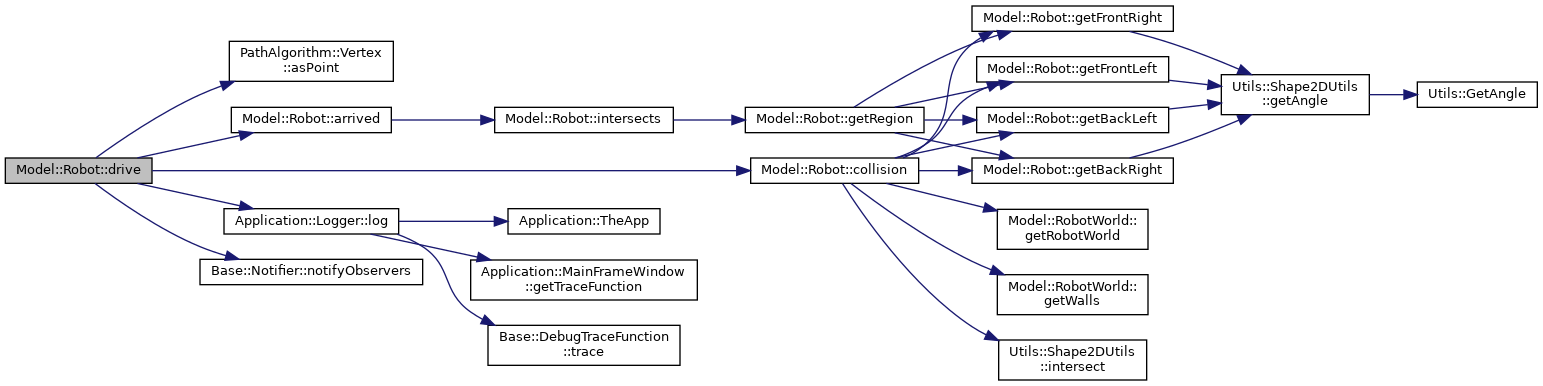 Model::Robot::drive
PathAlgorithm::Vertex
::asPoint
Model::Robot::arrived
Application::Logger::log
Base::Notifier::notifyObservers
Model::Robot::intersects
Application::TheApp
Application::MainFrameWindow
::getTraceFunction
Base::DebugTraceFunction
::trace
Model::Robot::getRegion
Model::Robot::collision
Model::Robot::getFrontRight
Model::Robot::getFrontLeft
Model::Robot::getBackLeft
Model::Robot::getBackRight
Model::RobotWorld::
getRobotWorld
Model::RobotWorld::
getWalls
Utils::Shape2DUtils
::intersect
Utils::Shape2DUtils
::getAngle
Utils::GetAngle